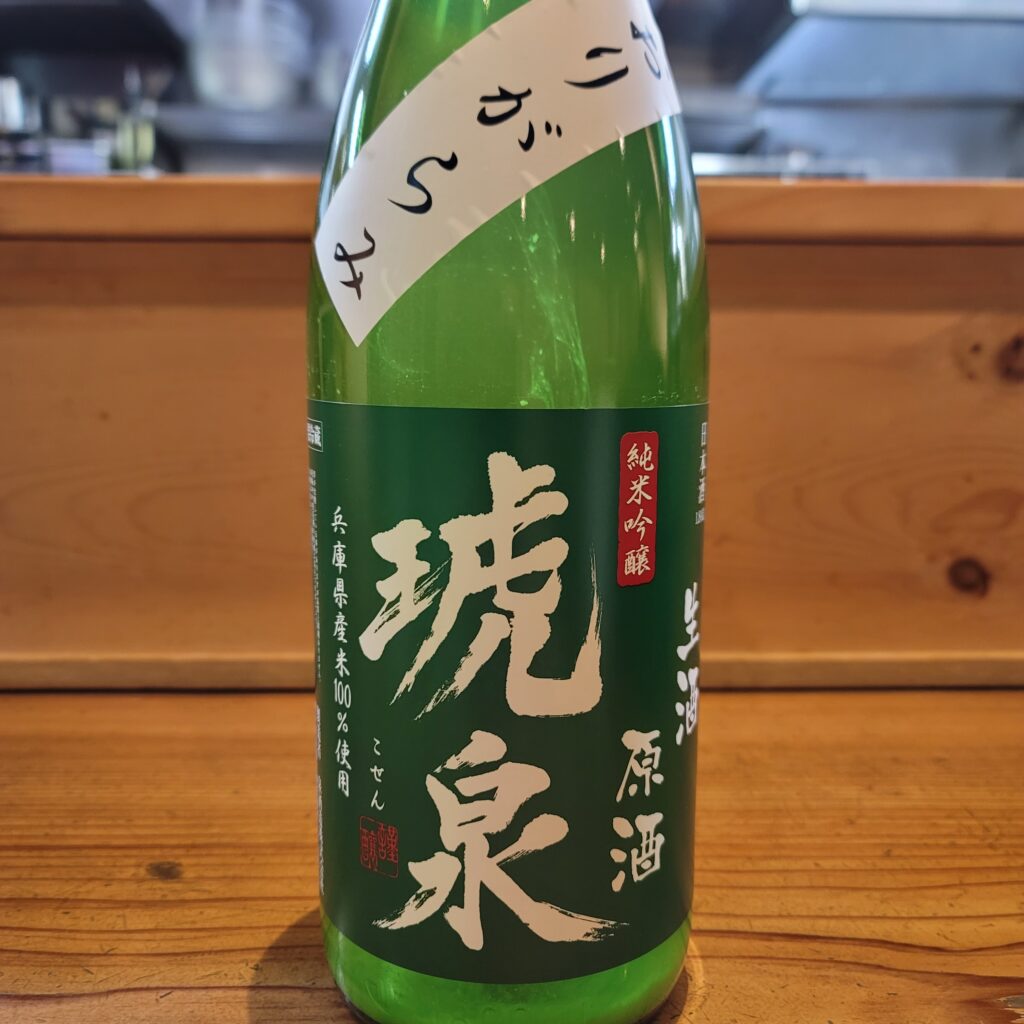 おりがらみ
日本酒
純米吟醸
生酒
原酒
琥泉
こせん
兵庫県産米100%使用